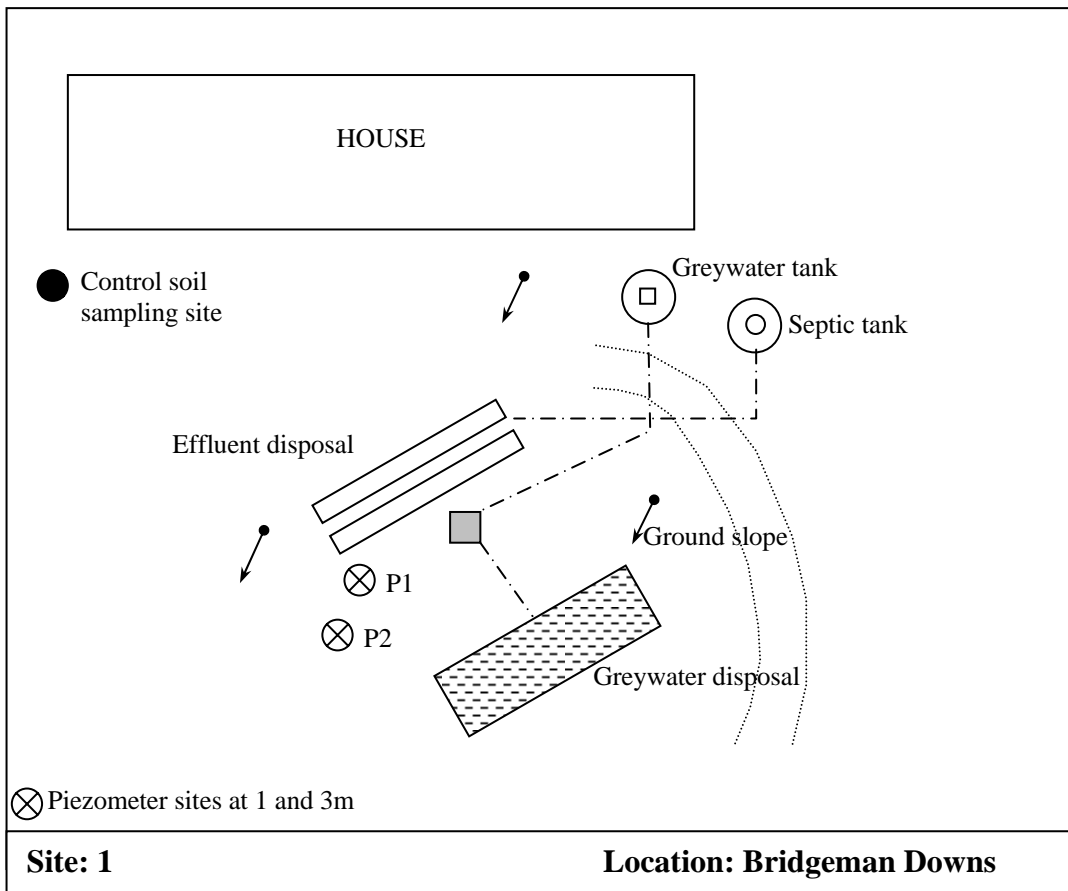 HOUSE
Control soil
sampling site
Greywater tank
Septic tank
Effluent disposal
Ground slope
P1
P2
Greywater disposal
Piezometer sites at 1 and 3m
Site: 1 Location: Bridgeman Downs